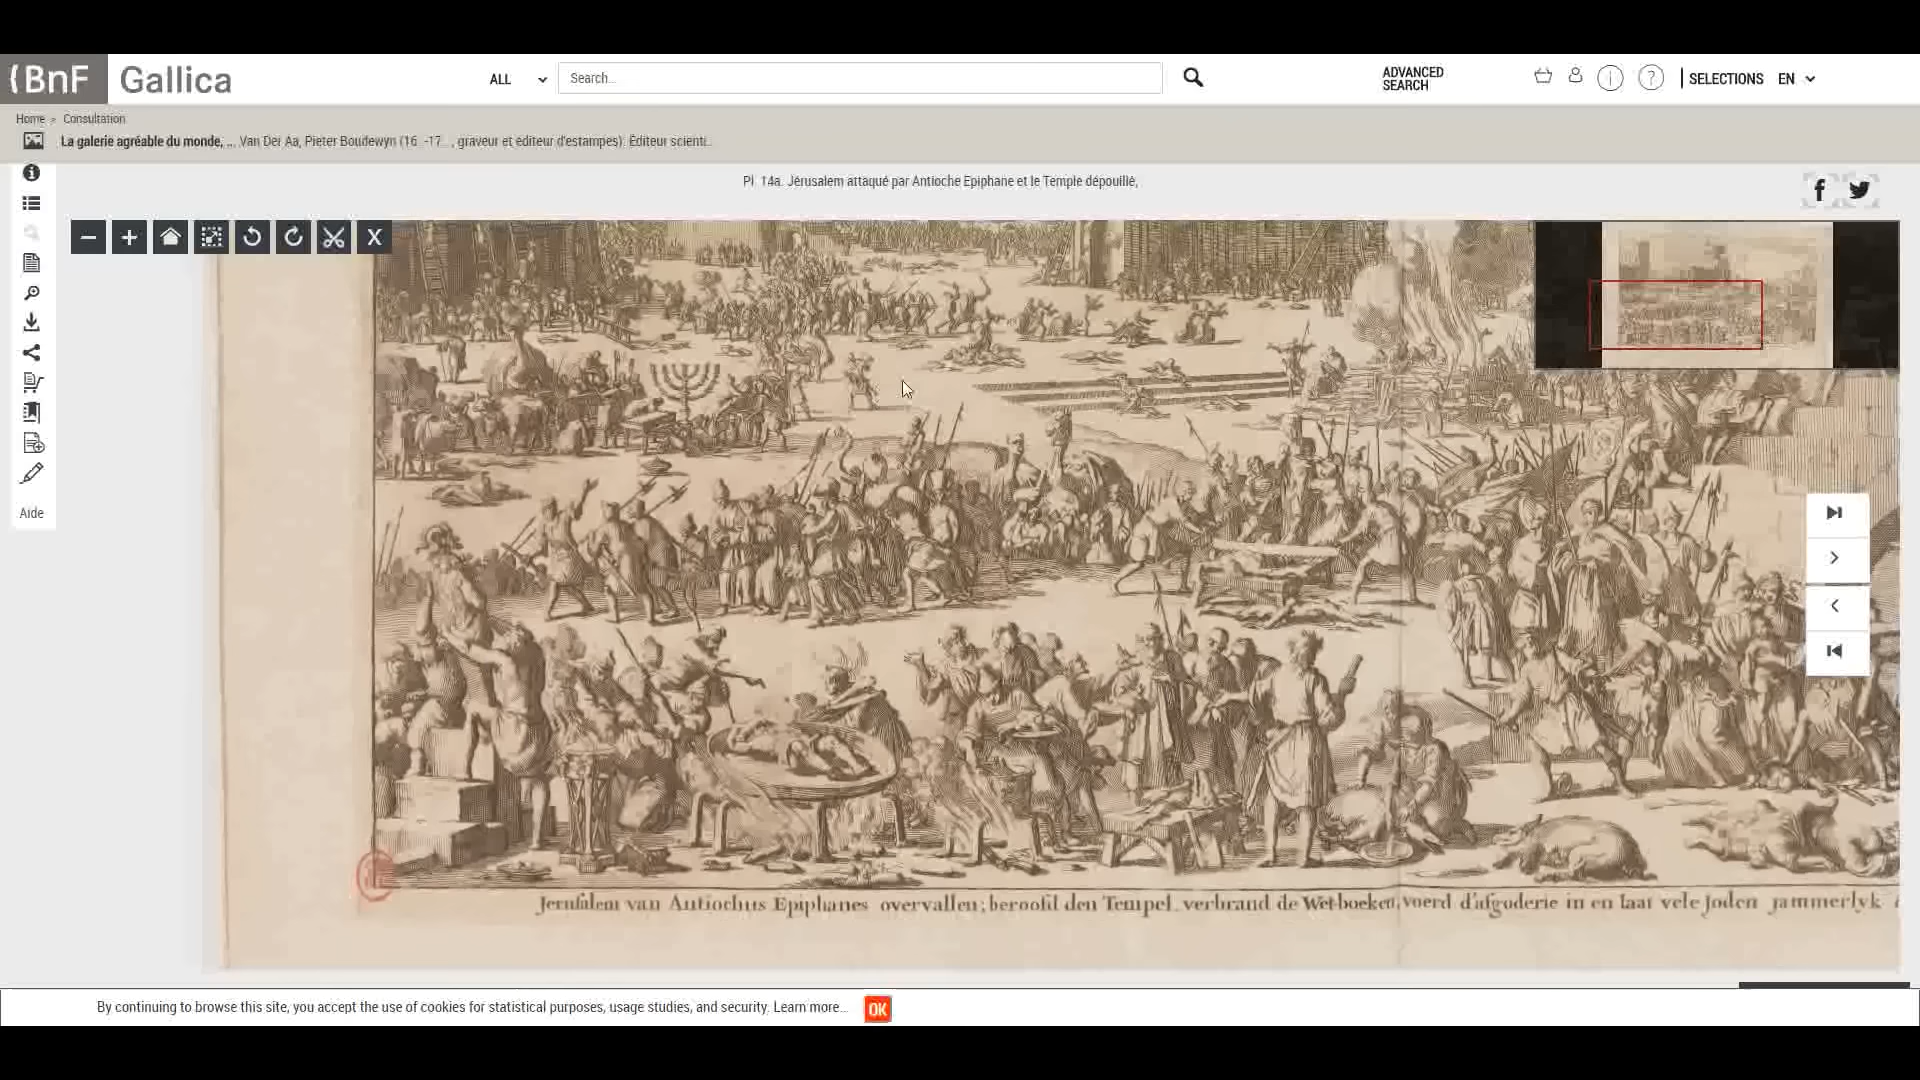 (BnF Gallica
ALL
Search...
ADVANCED
SEARCH
i
?
SELECTIONS
EN
Home > Consultation
La galerie agréable du monde, ... Van Der Aa, Pieter Boudewyn (16..-17..., graveur et éditeur d'estampes). Éditeur scienti...
Pl. 14a. Jérusalem attaqué par Antioche Epiphane et le Temple dépouillé,
f
X
Aide
Jerusalem van Antiochus Epiphanes overvallen; beroofd den Tempel, verbrand de Wet-boeken, voerd d'afgoderie in en laat vele Joden jammerlyk
By continuing to browse this site, you accept the use of cookies for statistical purposes, usage studies, and security. Learn more...
OK